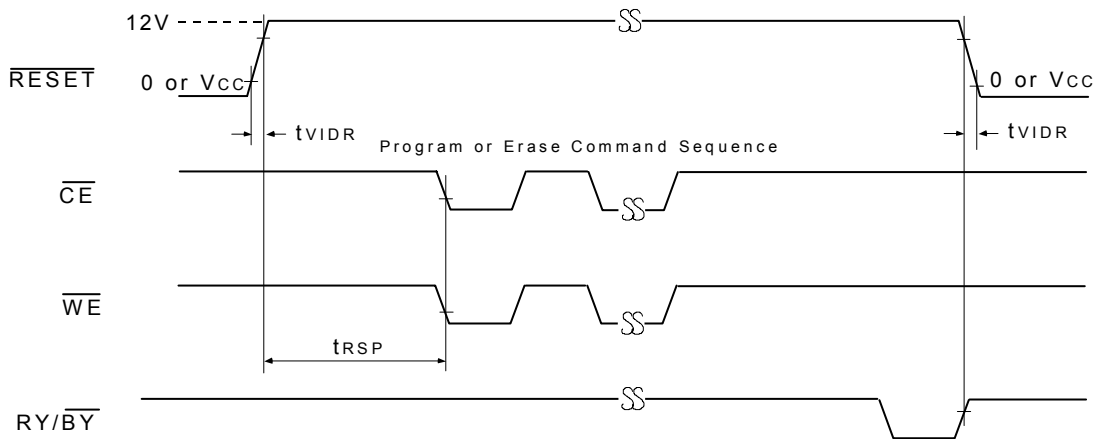 12V
RESET
0 or VCC
0 or VCC
tVIDR
tVIDR
Program or Erase Command Sequence
CE
WE
tRSP
RY/BY